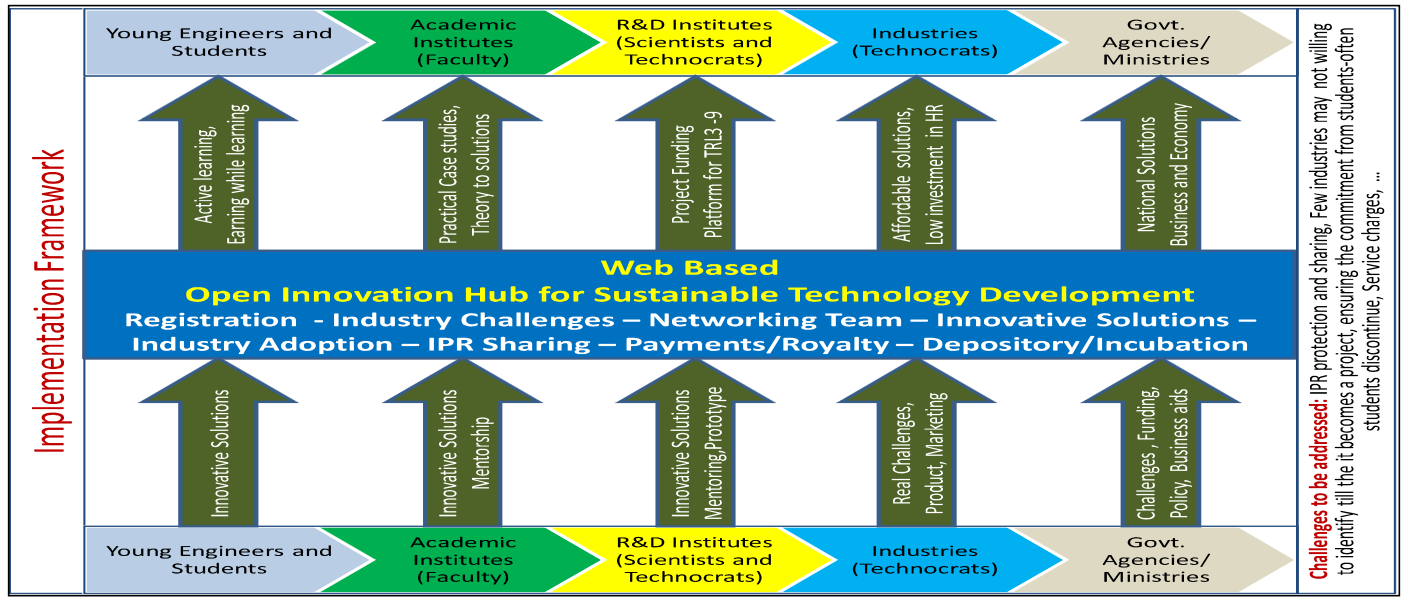 Implementation Framework
Young Engineers and
Students
Academic
Institutes
(Faculty)
R&D Institutes
(Scientists and
Technocrats)
Industries
(Technocrats)
Govt.
Agencies/
Ministries
Active learning,
Earning while learning
Practical Case studies,
Theory to solutions
Project Funding
Platform for TRL3 -9
Affordable solutions,
Low investment in HR
National Solutions
Business and Economy
Web Based
Open Innovation Hub for Sustainable Technology Development
Registration - Industry Challenges – Networking Team – Innovative Solutions –
Industry Adoption – IPR Sharing – Payments/Royalty – Depository/Incubation
Innovative Solutions
Innovative Solutions
Mentorship
Innovative Solutions
Mentoring,Prototype
Real Challenges,
Product, Marketing
Challenges , Funding,
Policy, Business aids
Young Engineers and
Students
Academic
Institutes
(Faculty)
R&D Institutes
(Scientists and
Technocrats)
Industries
(Technocrats)
Govt.
Agencies/
Ministries
Challenges to be addressed: IPR protection and sharing, Few industries may not willing
to identify till the it becomes a project, ensuring the commitment from students-often
students discontinue, Service charges, ...